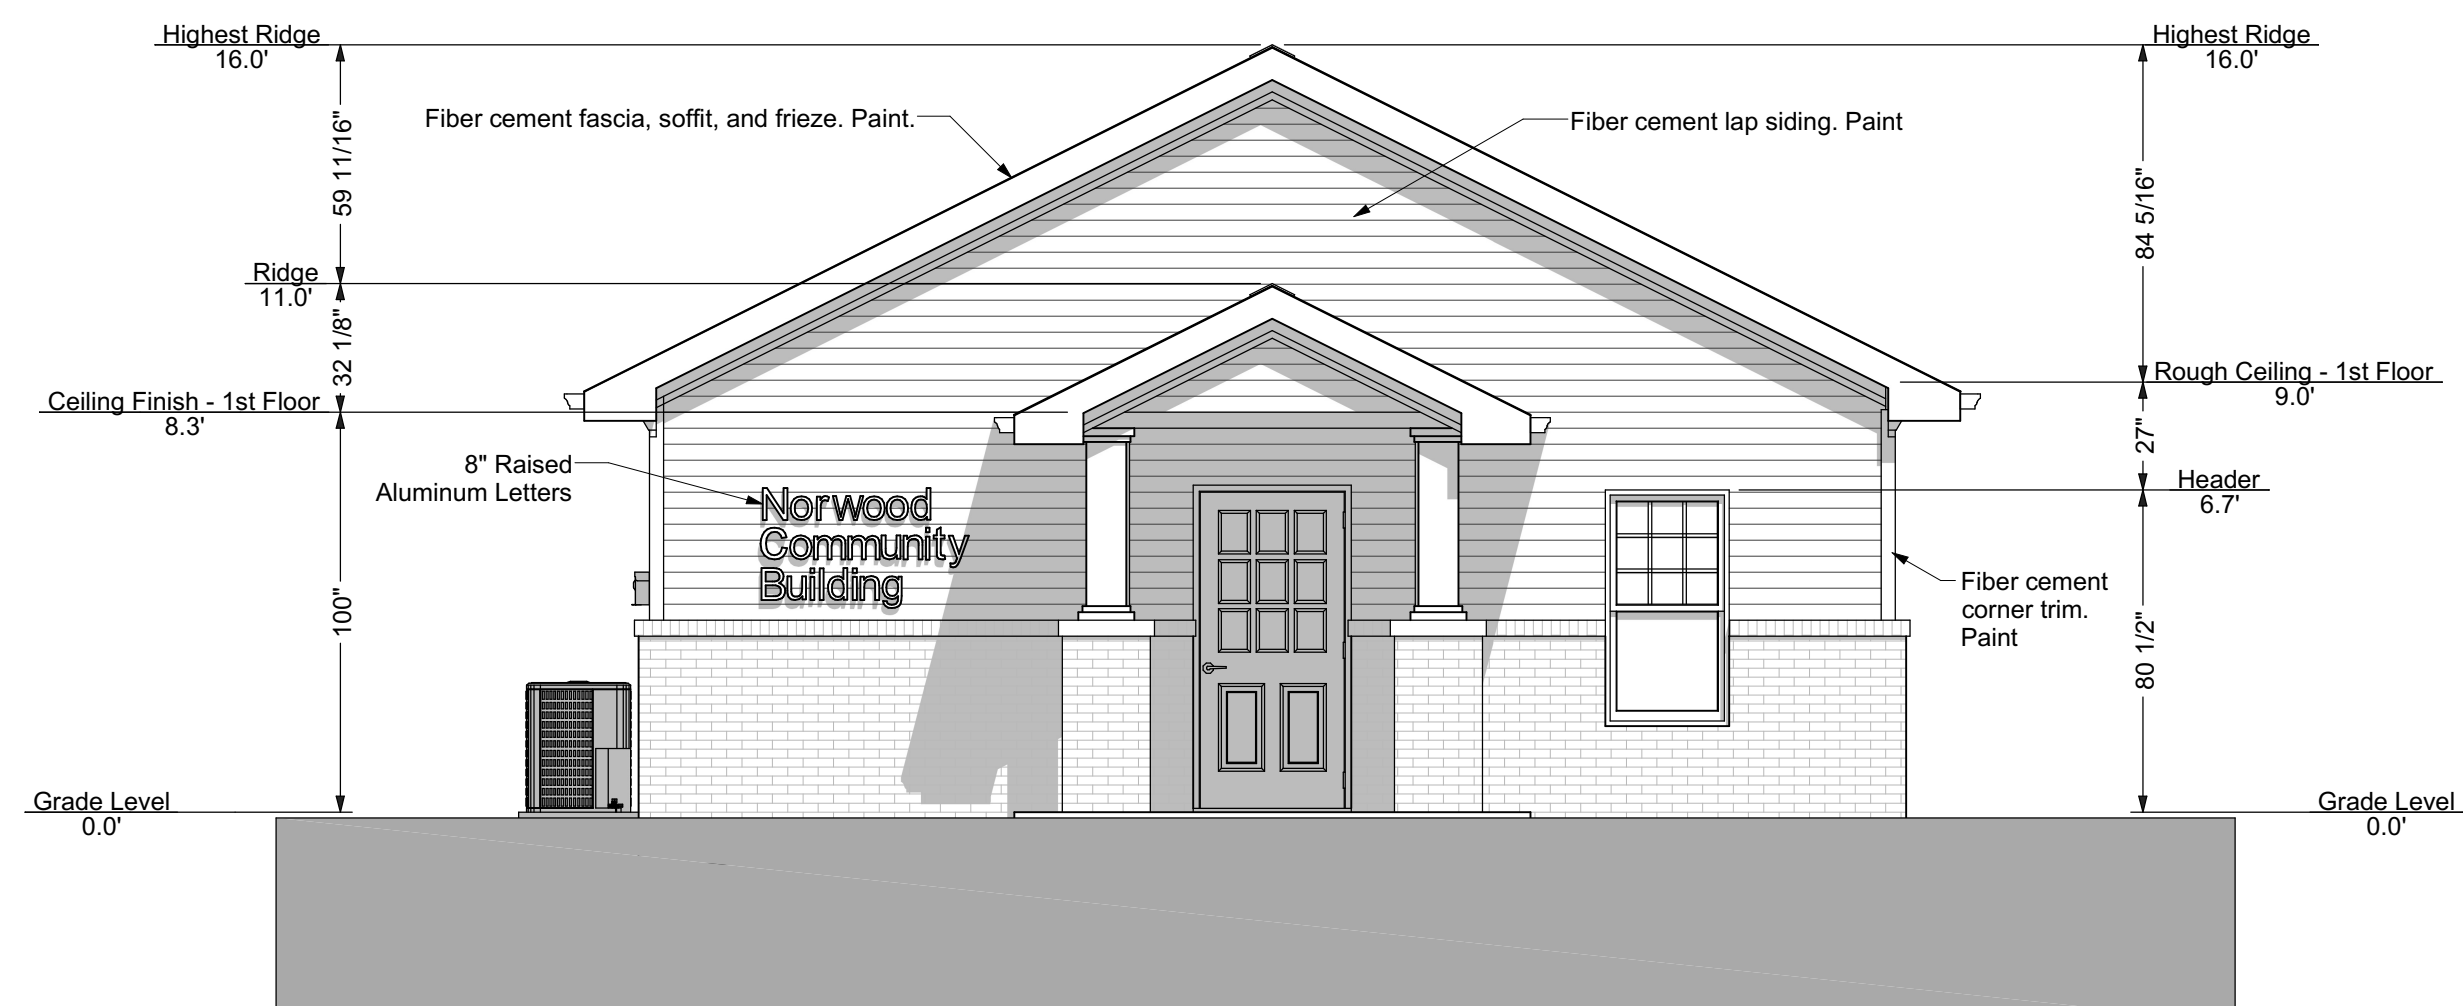 Highest Ridge
16.0'
59 11/16"
Ridge
11.0'
32 1/8"
Ceiling Finish - 1st Floor
8.3'
100"
Grade Level
0.0'
Fiber cement fascia, soffit, and frieze. Paint.
Fiber cement lap siding. Paint
8" Raised
Aluminum Letters
Norwood
Community
Building
Highest Ridge
16.0'
84 5/16"
Rough Ceiling - 1st Floor
9.0'
27"
Header
6.7'
Fiber cement
corner trim.
Paint
80 1/2"
Grade Level
0.0'